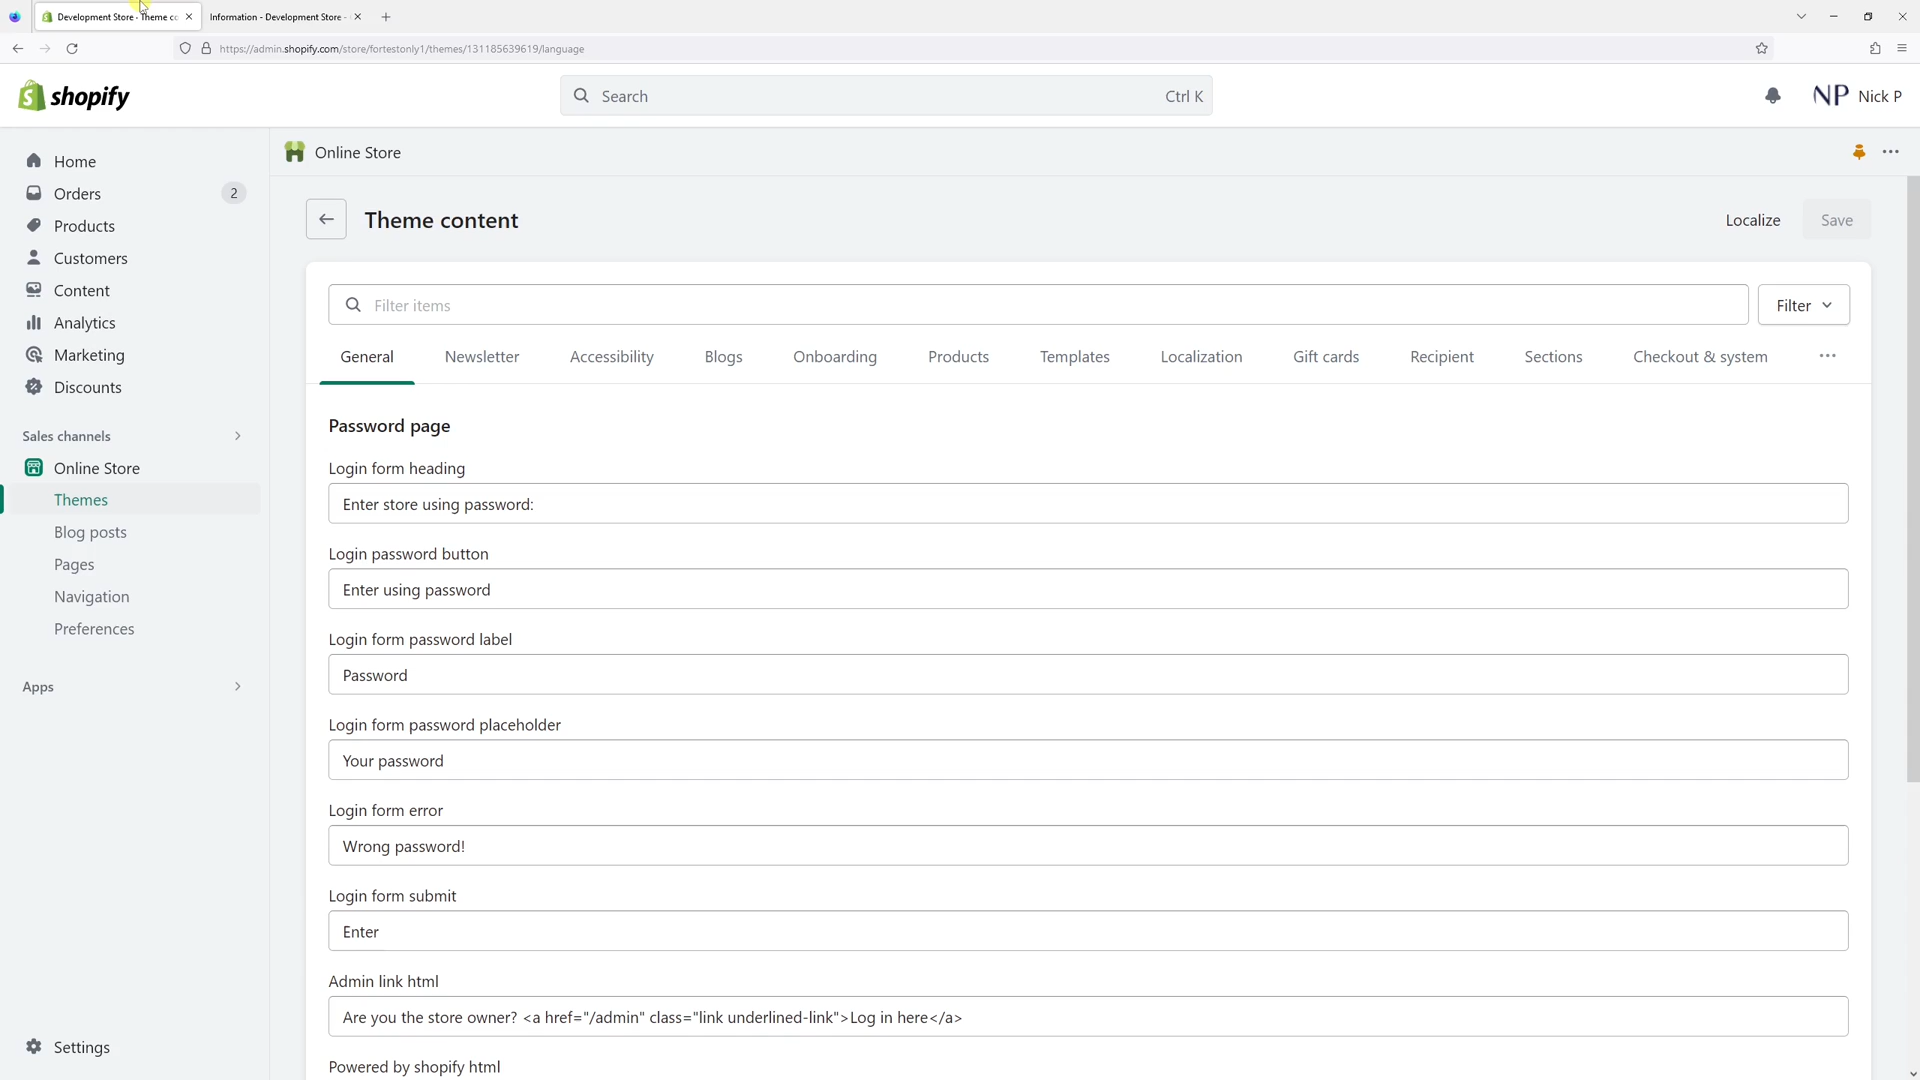 Development Store - Theme co
Information - Development Store -
https://admin.shopify.com/store/fortestonly1/themes/131185639619/language
shopify
Search
Ctrl K
NP
Nick P
Home
Orders
2
Products
Customers
Content
Analytics
Marketing
Discounts
Sales channels
Online Store
Themes
Blog posts
Pages
Navigation
Preferences
Apps
Settings
Online Store
Theme content
Localize
Save
Filter items
Filter
General
Newsletter
Accessibility
Blogs
Onboarding
Products
Templates
Localization
Gift cards
Recipient
Sections
Checkout & system
Password page
Login form heading
Enter store using password:
Login password button
Enter using password
Login form password label
Password
Login form password placeholder
Your password
Login form error
Wrong password!
Login form submit
Enter
Admin link html
Are you the store owner? <a href="/admin" class="link underlined-link">Log in here</a>
Powered by shopify html